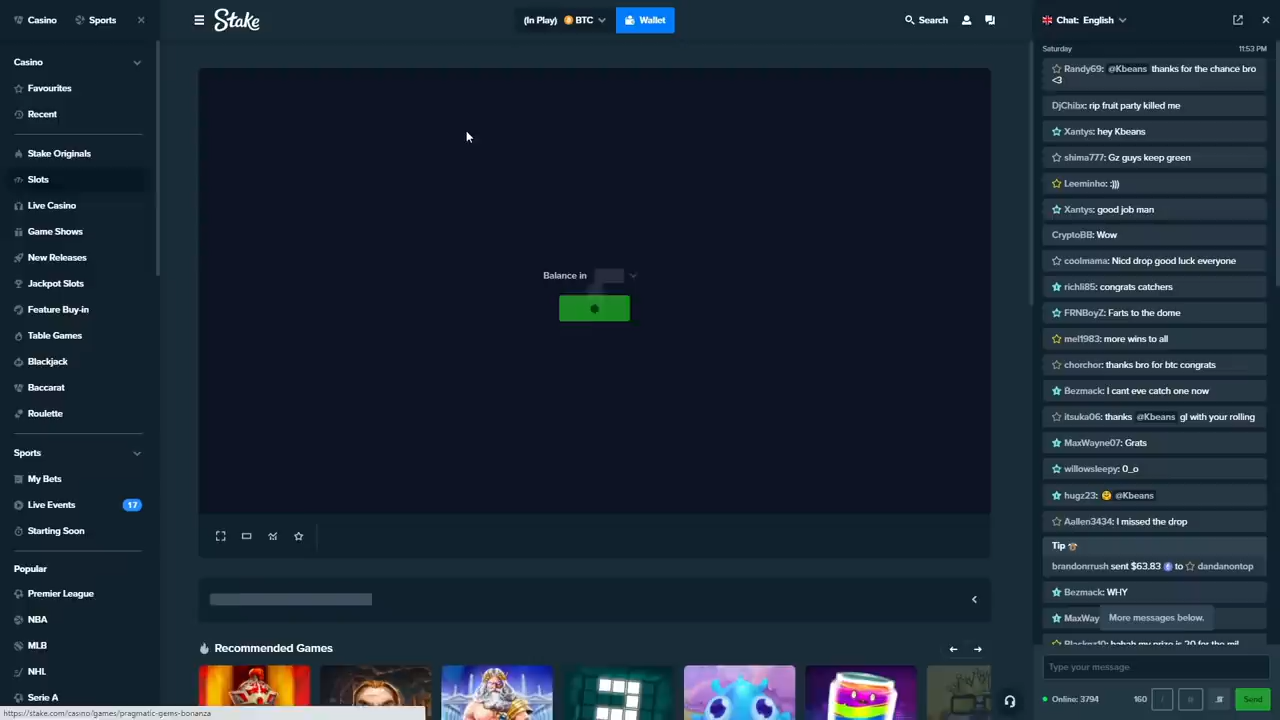 Casino
Sports
Stake
(In Play) BTC
Wallet
Search
Chat: English
Casino
Favourites
Recent
Stake Originals
Slots
Live Casino
Game Shows
New Releases
Jackpot Slots
Feature Buy-in
Table Games
Blackjack
Baccarat
Roulette
Sports
My Bets
Live Events 17
Starting Soon
Popular
Premier League
NBA
MLB
NHL
Serie A
https://stake.com/casino/games/pragmatic-gems-bonanza
Balance in
Recommended Games
Saturday 11:53 PM
Randy69: @Kbeans thanks for the chance bro
<3
DjChibx: rip fruit party killed me
Xantys: hey Kbeans
shima777: Gz guys keep green
Leeminho: :)))
Xantys: good job man
CryptoBB: Wow
coolmama: Nicd drop good luck everyone
richli85: congrats catchers
FRNBoyZ: Farts to the dome
mel1983: more wins to all
chorchor: thanks bro for btc congrats
Bezmack: I cant eve catch one now
itsuka06: thanks @Kbeans gl with your rolling
MaxWayne07: Grats
willowsleepy: 0_o
hugz23: @Kbeans
Aallen3434: I missed the drop
Tip
brandonrrush sent $63.83 to dandanontop
Bezmack: WHY
MaxWay
More messages below.
Type your message
Online: 3794
160
Send